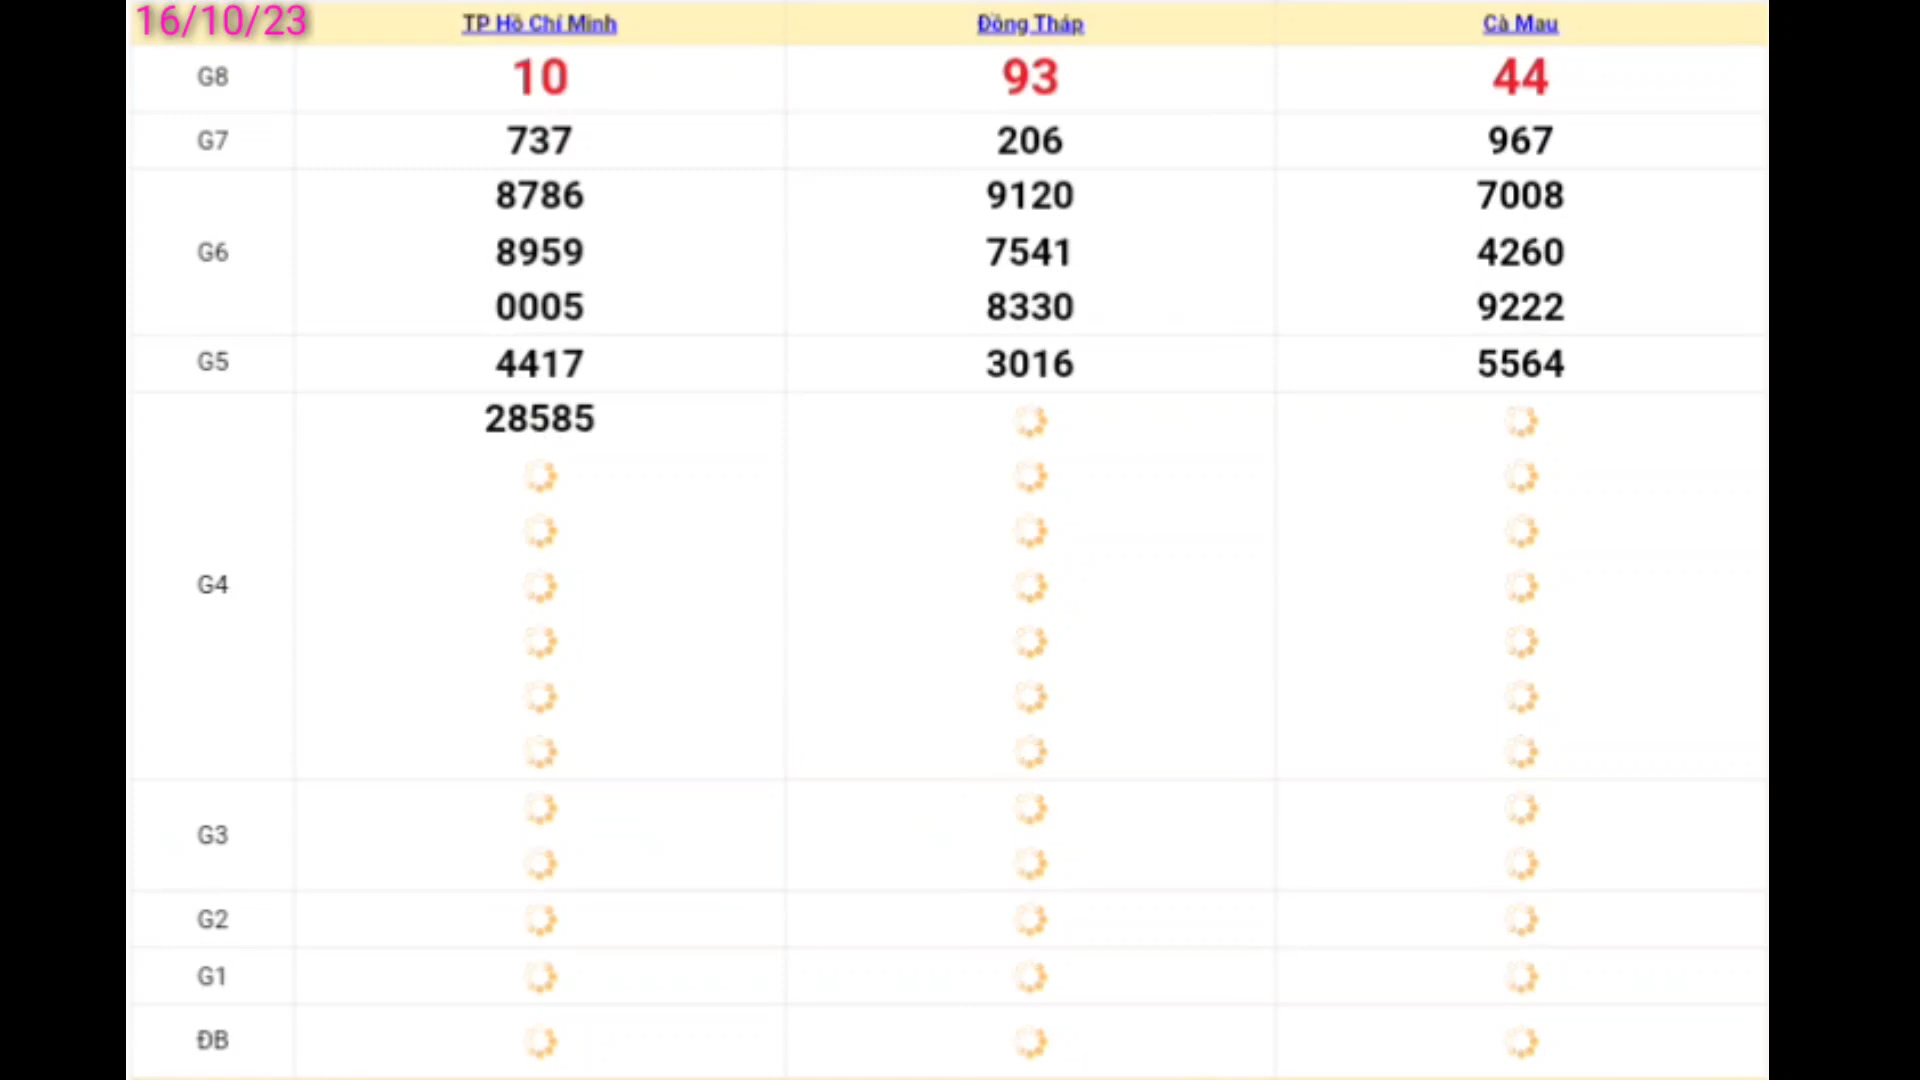 16/10/23 TP Hồ Chí Minh Đồng Tháp Cà Mau
G8 10 93 44
G7 737 206 967
8786 9120 7008
G6 8959 7541 4260
0005 8330 9222
G5 4417 3016 5564
28585
G4
G3
G2
G1
ĐB